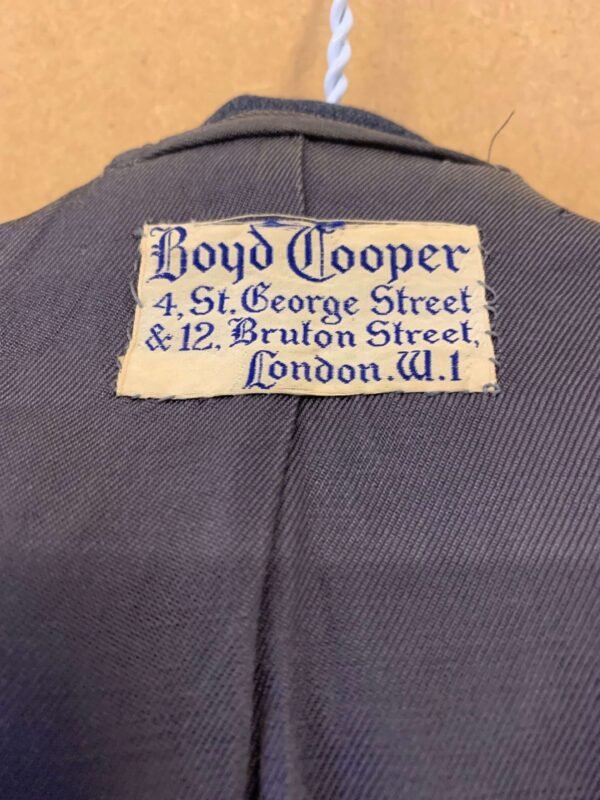 Boyd Cooper
4, St. George Street
& 12, Bruton Street,
London. W.1